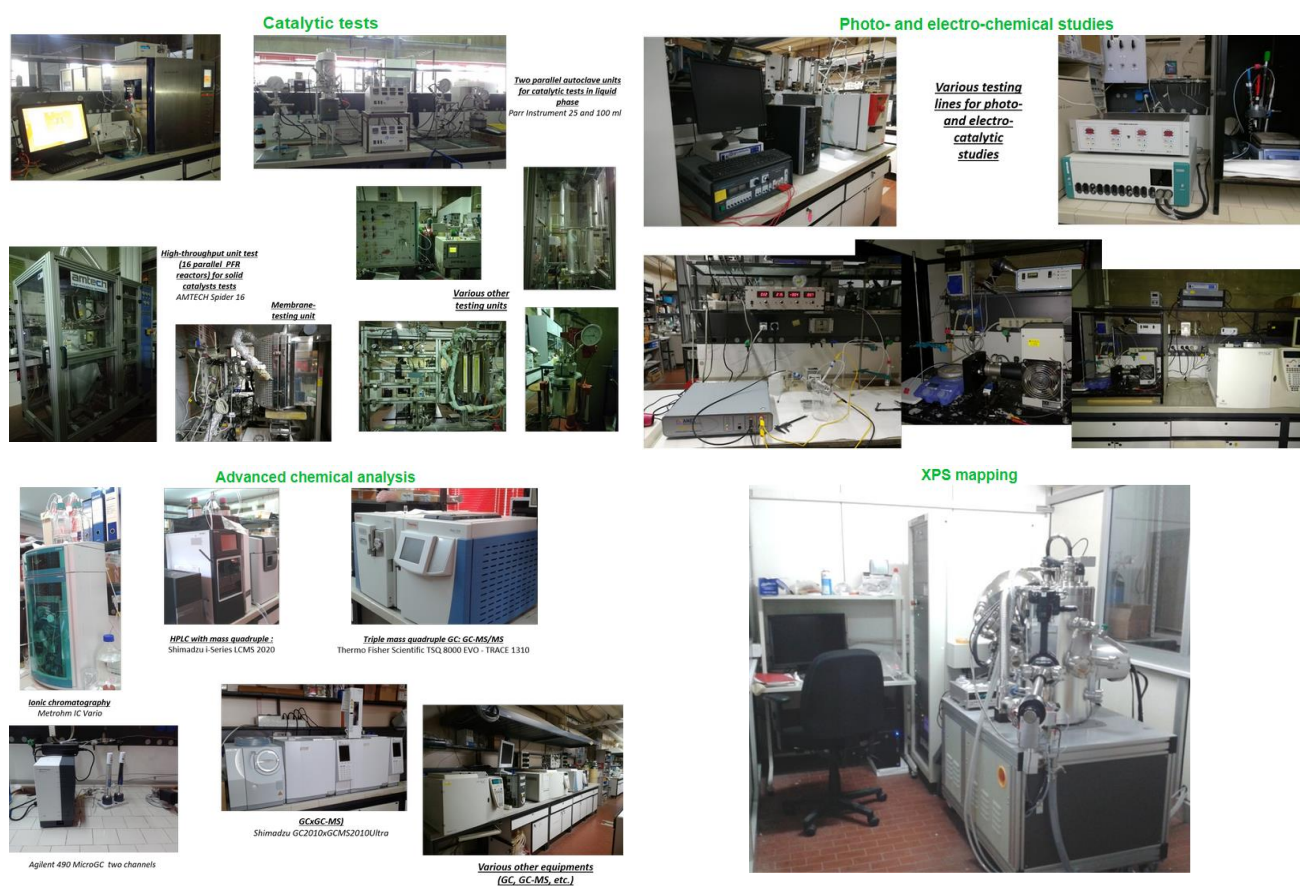 Catalytic tests
Two parallel autoclave units
for catalytic tests in liquid
phase
Parr Instrument 25 and 100 ml
High-throughput unit test
(16 parallel PFR
reactors) for solid
catalysts tests
AMTECH Spider 16
amtech
Membrane-
testing unit
Various other
testing units
Photo- and electro-chemical studies
Various testing
lines for photo-
and electro-
catalytic
studies
Advanced chemical analysis
Ionic chromatography
Metrohm IC Vario
HPLC with mass quadruple :
Shimadzu i-Series LCMS 2020
Triple mass quadruple GC: GC-MS/MS
Thermo Fisher Scientific TSQ 8000 EVO - TRACE 1310
Agilent 490 MicroGC two channels
GCxGC-MS)
Shimadzu GC2010xGCMS2010Ultra
Various other equipments
(GC, GC-MS, etc.)
XPS mapping